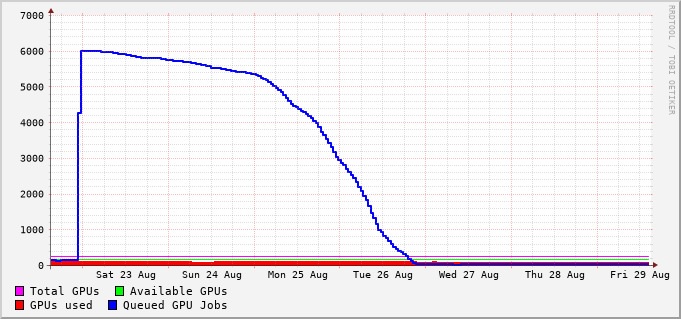 7000
6000
5000
4000
3000
2000
1000
0
Sat 23 Aug Sun 24 Aug Mon 25 Aug Tue 26 Aug Wed 27 Aug Thu 28 Aug Fri 29 Aug
Total GPUs Available GPUs
GPUs used Queued GPU Jobs
RRDTOOL / TOBI OETIKER